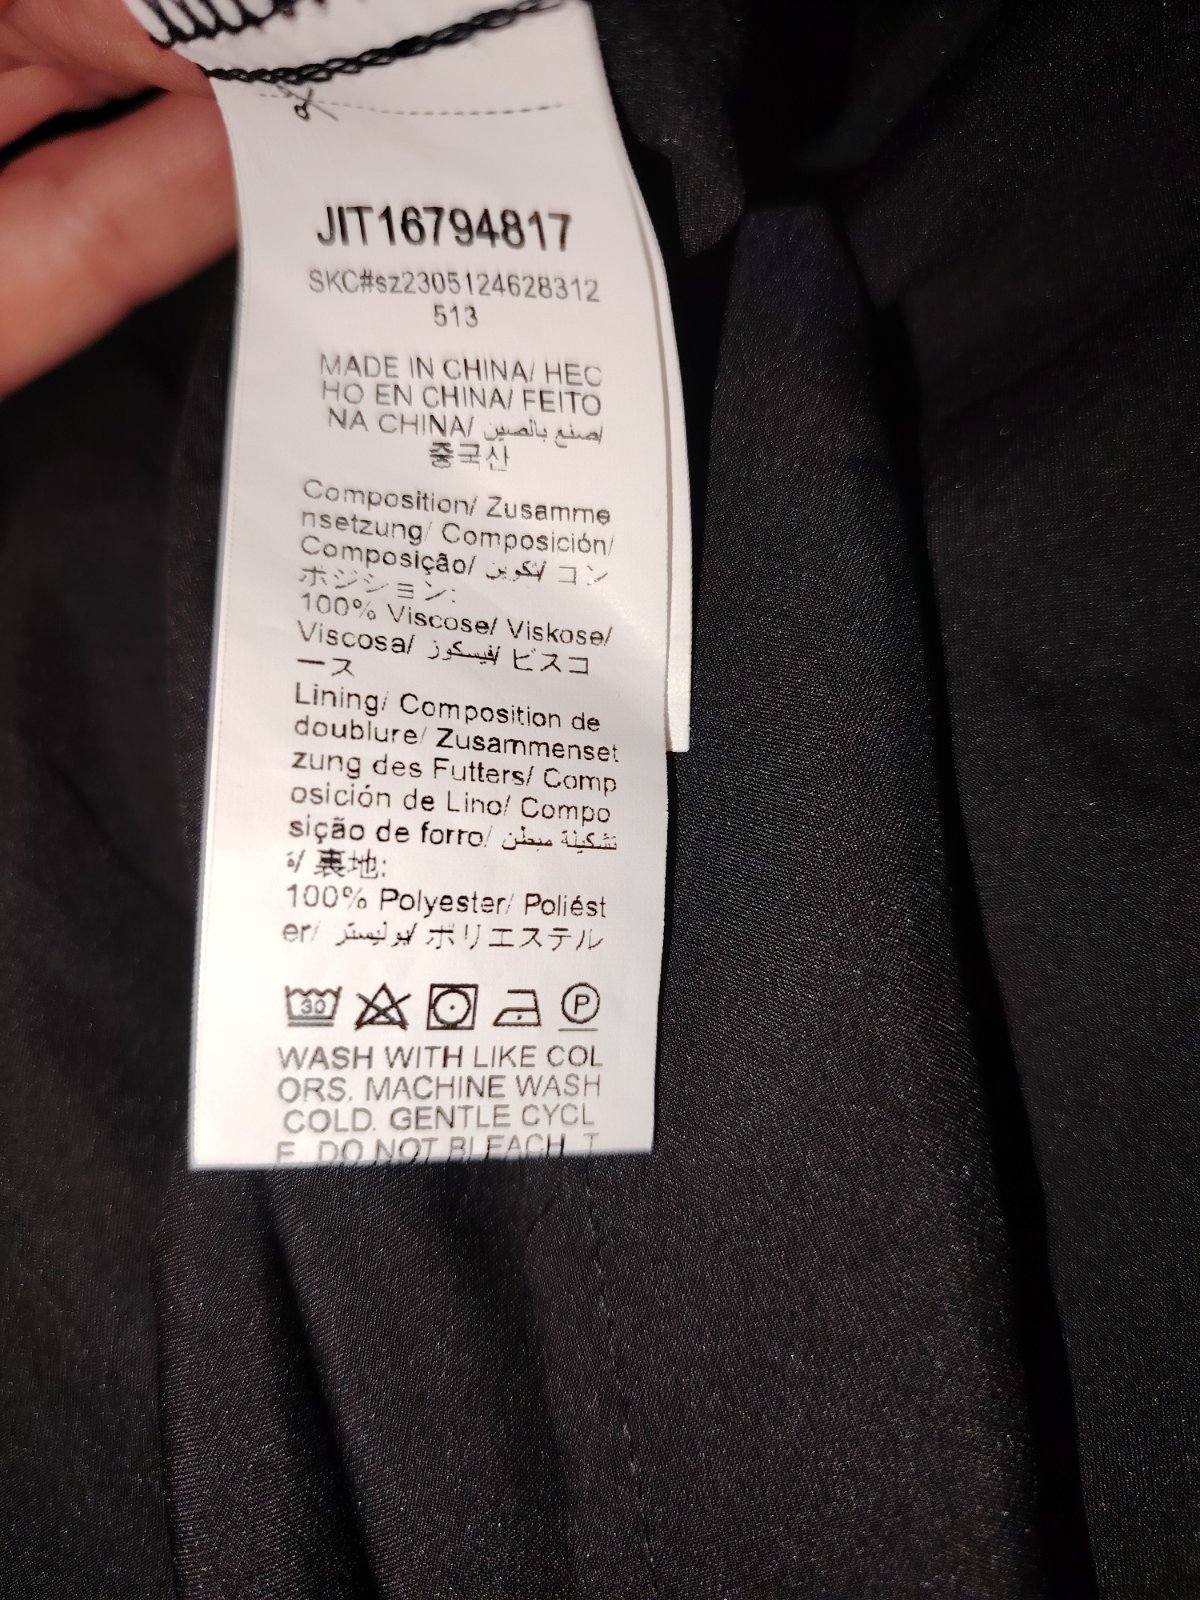 JIT16794817
SKC#sz2305124628312
513
MADE IN CHINA/ HEC
HO EN CHINA/ FEITO
NA CHINA/ صنع بالصين/
중국산
Composition/ Zusamme
nsetzung/ Composición/
Composição/ تكوين/ コン
ポジション:
100% Viscose/ Viskose/
Viscosa/ فيسكوز/ ビスコ
ース
Lining/ Composition de
doublure/ Zusammenset
zung des Futters/ Comp
osición de Lino/ Compo
sição de forro/ تشكيلة مبطن
ة/ 裏地:
100% Polyester/ Poliést
er/ بوليستر/ ポリエステル
30 P
WASH WITH LIKE COL
ORS. MACHINE WASH
COLD. GENTLE CYCL
E. DO NOT BLEACH. T